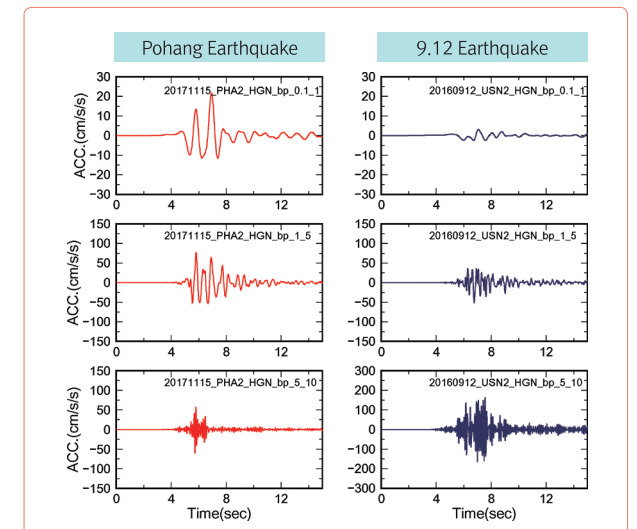 Pohang Earthquake
9.12 Earthquake
ACC.(cm/s/s)
30
20
10
0
−10
20
30
20171115_PHA2_HGN_bp_0.1_1
0 4 8 12
30
20
10
0
−10
20
30
20160912_USN2_HGN_bp_0.1_1
0 4 8 12
ACC.(cm/s/s)
150
100
50
0
−50
−100
−150
20171115_PHA2_HGN_bp_1_5
0 4 8 12
150
100
50
0
−50
−100
−150
20160912_USN2_HGN_bp_1_5
0 4 8 12
ACC.(cm/s/s)
150
100
50
0
−50
−100
−150
20171115_PHA2_HGN_bp_5_10
0 4 8 12
Time(sec)
300
200
100
0
−100
−200
−300
20160912_USN2_HGN_bp_5_10
0 4 8 12
Time(sec)